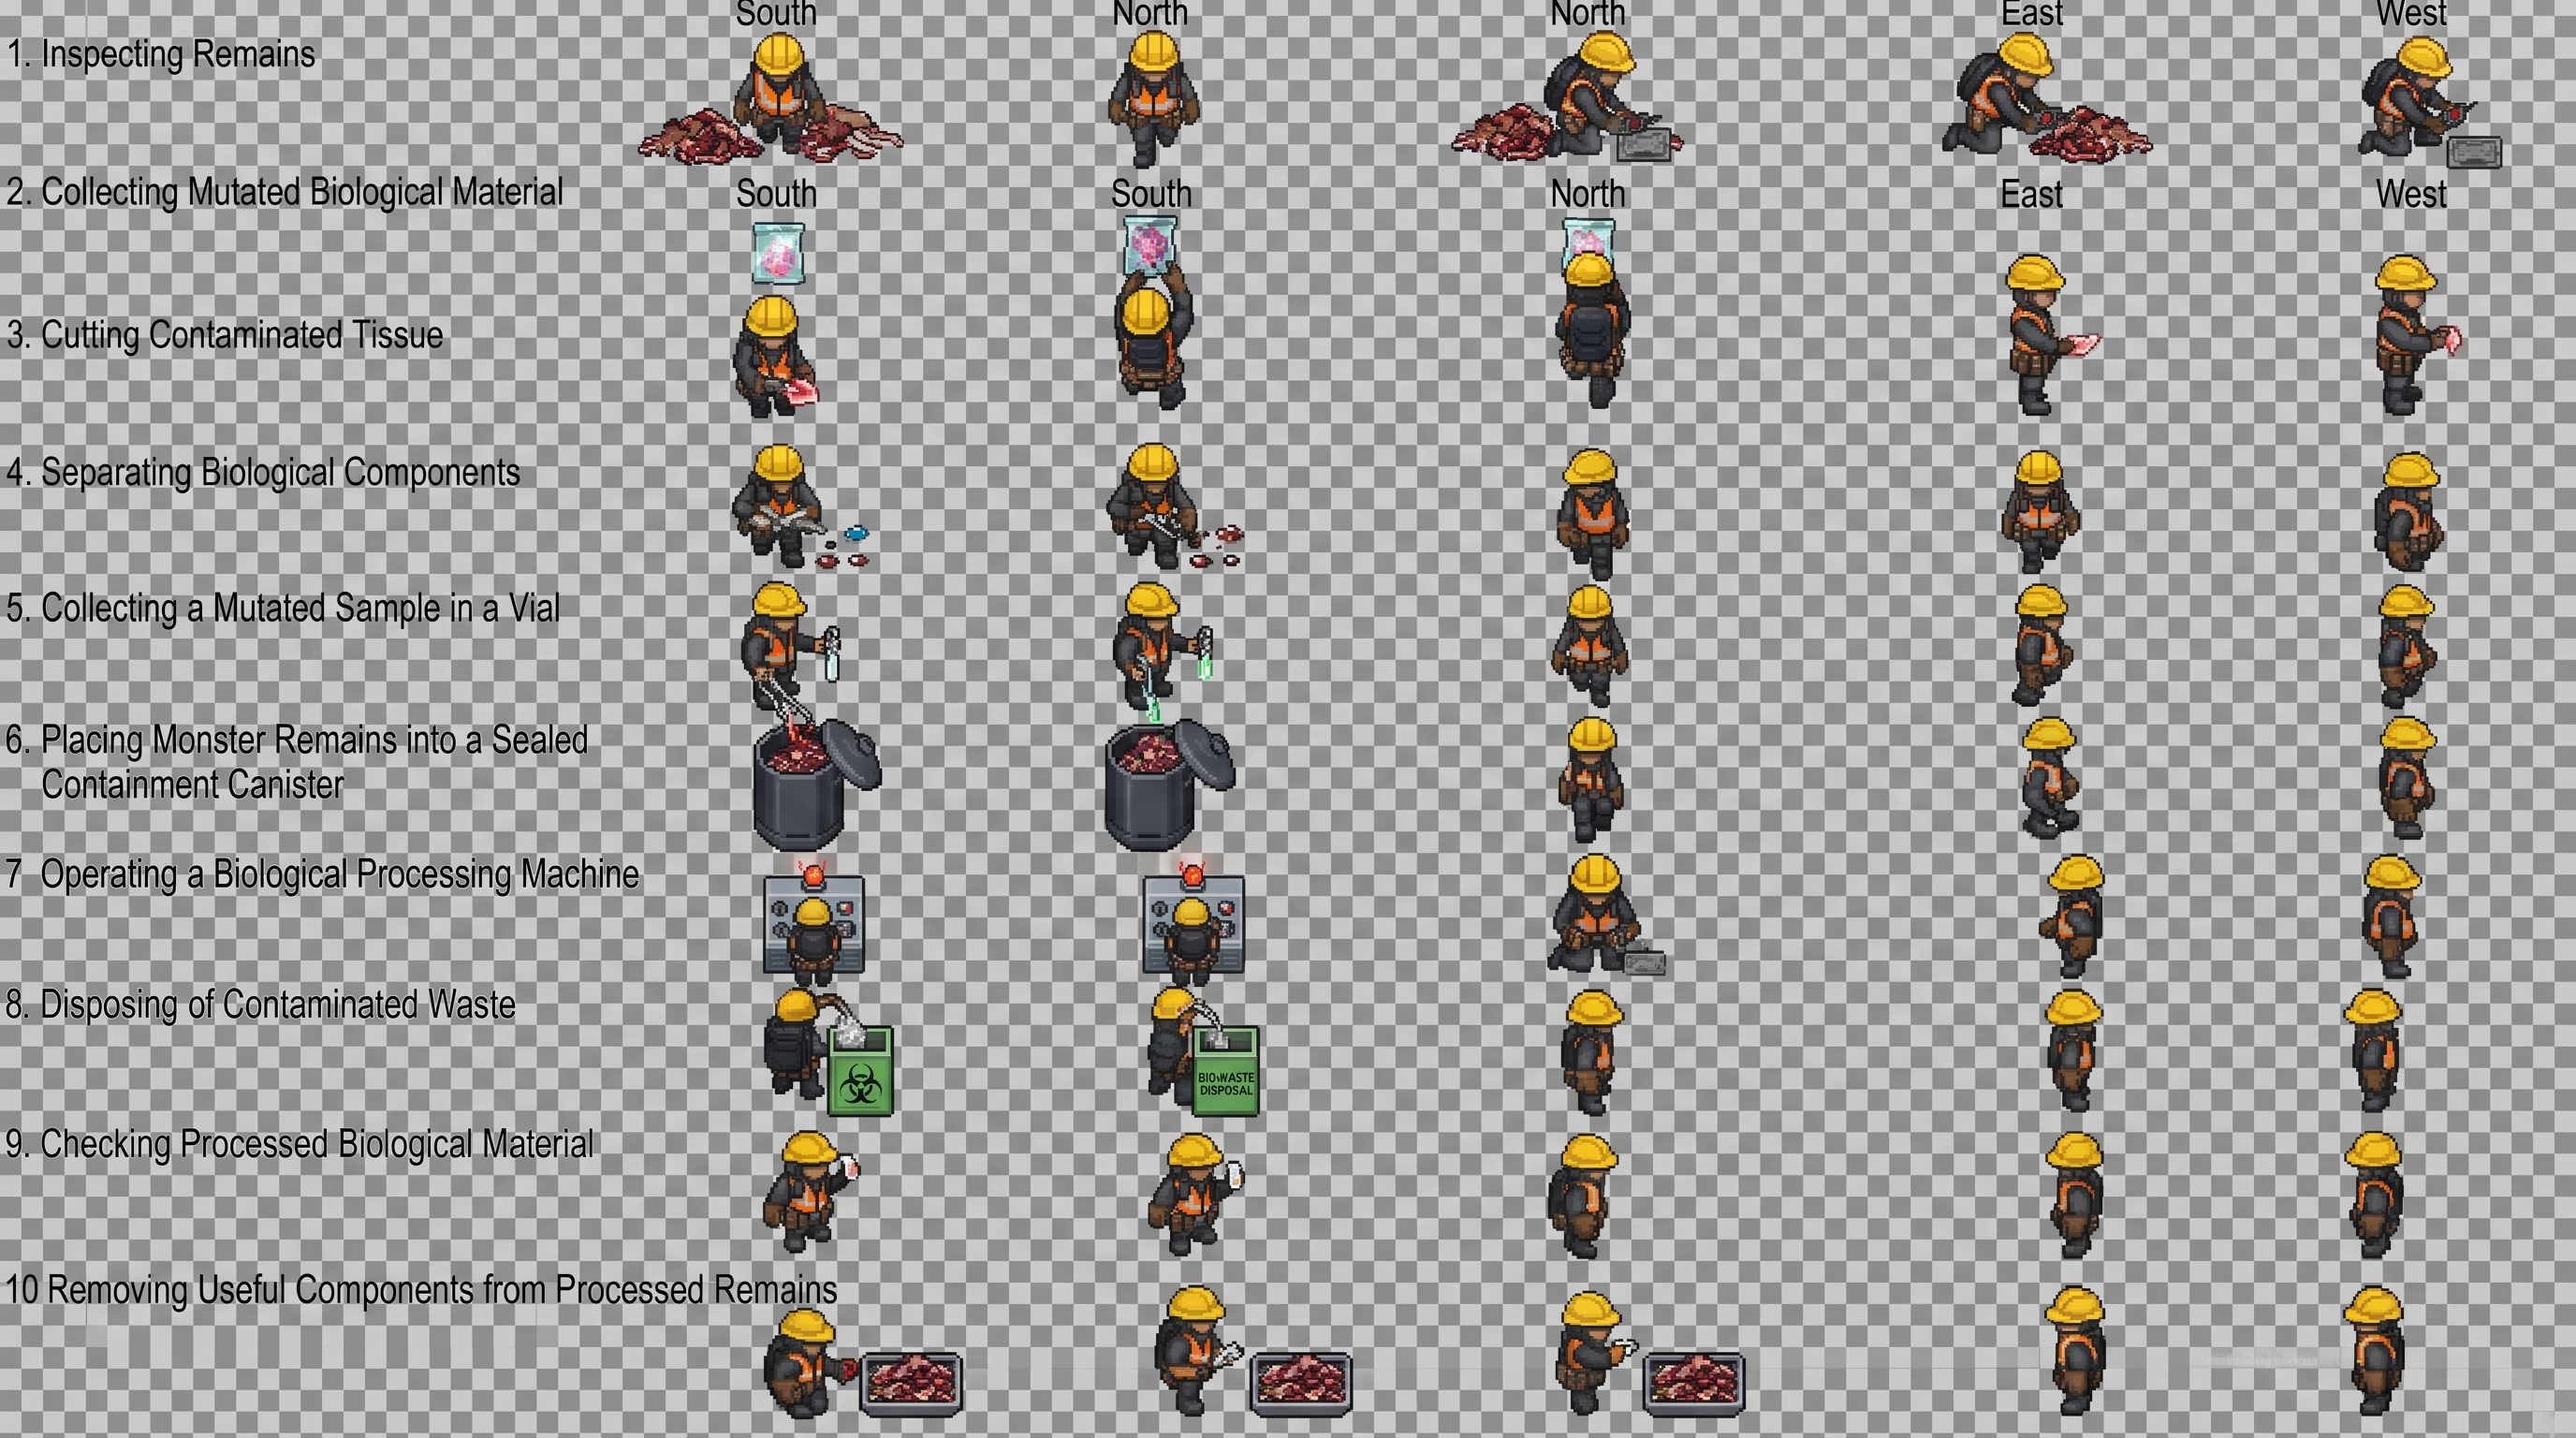 South North North East West
1. Inspecting Remains
2. Collecting Mutated Biological Material
South South North East West
3. Cutting Contaminated Tissue
4. Separating Biological Components
5. Collecting a Mutated Sample in a Vial
6. Placing Monster Remains into a Sealed
Containment Canister
7 Operating a Biological Processing Machine
8. Disposing of Contaminated Waste
BIO-WASTE
DISPOSAL
9. Checking Processed Biological Material
10 Removing Useful Components from Processed Remains